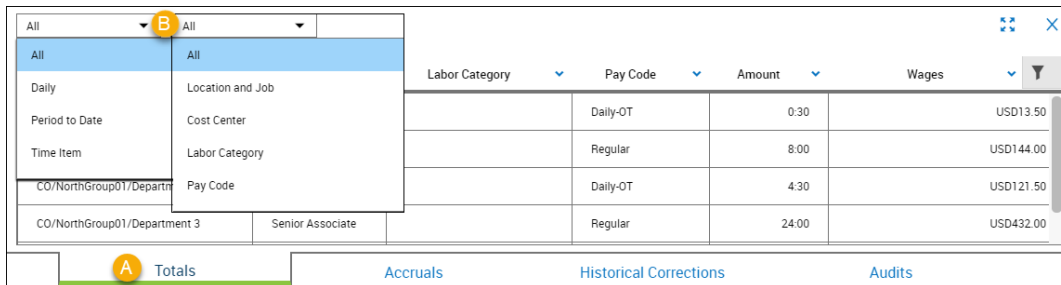 All B All
All All
Labor Category Pay Code Amount Wages
Daily Location and Job
Daily-OT 0:30 USD13.50
Period to Date Cost Center
Time Item Labor Category Regular 8:00 USD144.00
CO/NorthGroup01/Departm Pay Code Daily-OT 4:30 USD121.50
CO/NorthGroup01/Department 3 Senior Associate Regular 24:00 USD432.00
A Totals Accruals Historical Corrections Audits